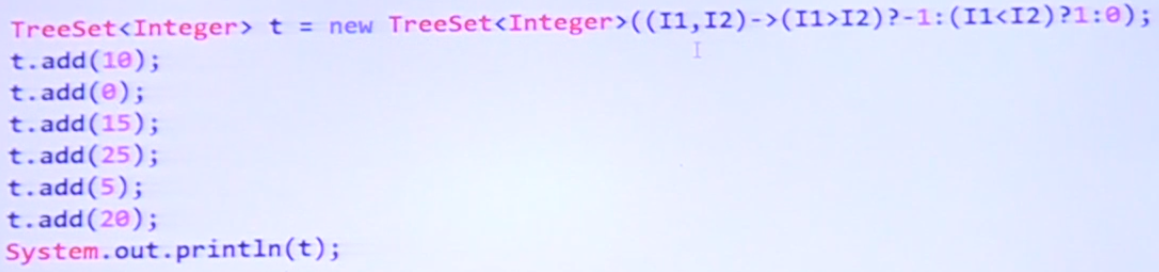 TreeSet<Integer> t = new TreeSet<Integer>((I1,I2)->(I1>I2)?-1:(I1<I2)?1:0);
t.add(10);
t.add(0);
t.add(15);
t.add(25);
t.add(5);
t.add(20);
System.out.println(t);